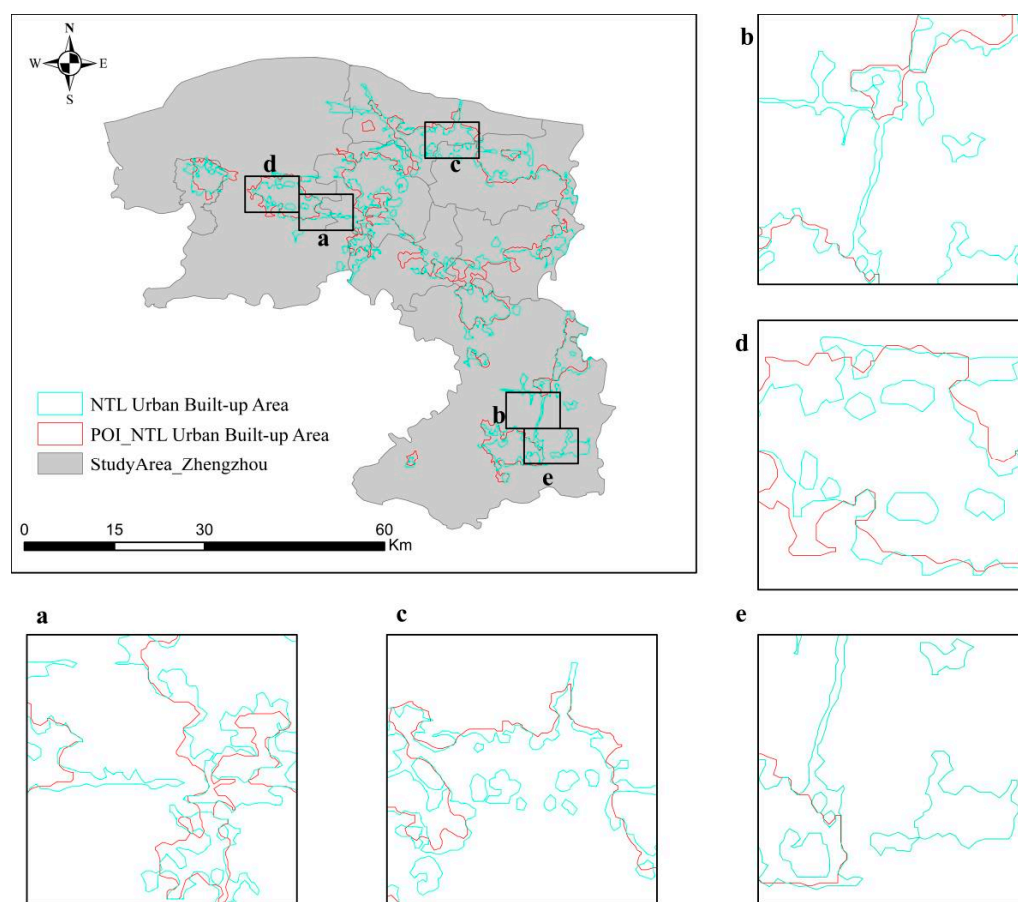 N
W E
S
d
c
a
b
e
NTL Urban Built-up Area
POI_NTL Urban Built-up Area
StudyArea_Zhengzhou
0 15 30 60
Km
b
d
a
c
e